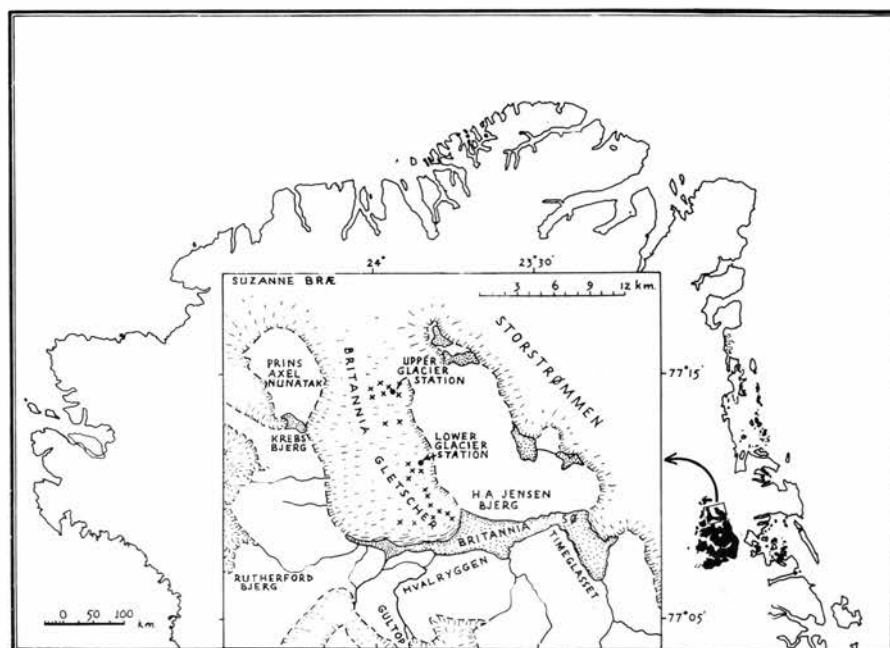 24°
23°30'
SUZANNE BRÆ
3 6 9 12 km.
STORSTRØMMEN
BRITANNIA
GLETSCHER
PRINS
AXEL
NUNATAK
UPPER
GLACIER
STATION
77°15'
KREBS
BJERG
LOWER
GLACIER
STATION
H.A JENSEN
BJERG
BRITANNIA SØ
TIMEGLASSET
HVALRYGGEN
RUTHERFORD
BJERG
GULTOP
77°05'
0 50 100
km.